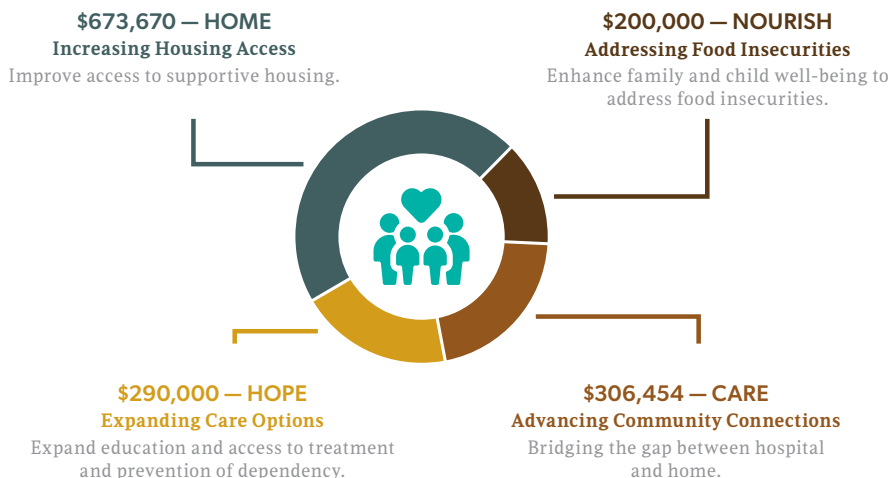 $673,670 — HOME
Increasing Housing Access
Improve access to supportive housing.
$200,000 — NOURISH
Addressing Food Insecurities
Enhance family and child well-being to
address food insecurities.
$290,000 — HOPE
Expanding Care Options
Expand education and access to treatment
and prevention of dependency.
$306,454 — CARE
Advancing Community Connections
Bridging the gap between hospital
and home.